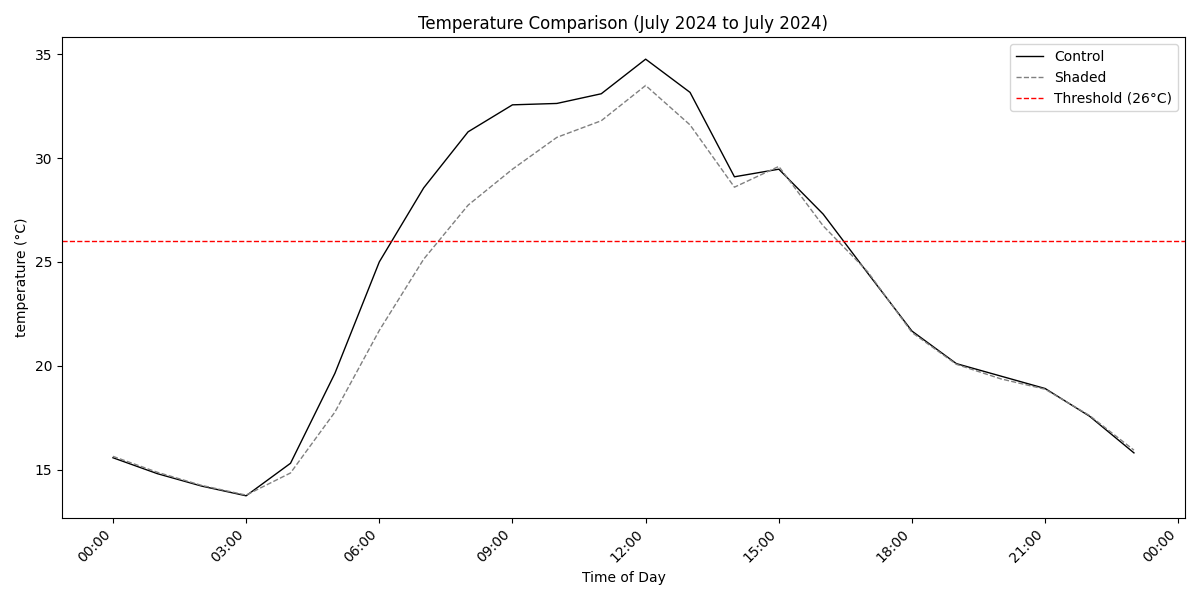 Temperature Comparison (July 2024 to July 2024)
Control
Shaded
Threshold (26°C)
temperature (°C)
35
30
25
20
15
00:00
03:00
06:00
09:00
12:00
15:00
18:00
21:00
00:00
Time of Day